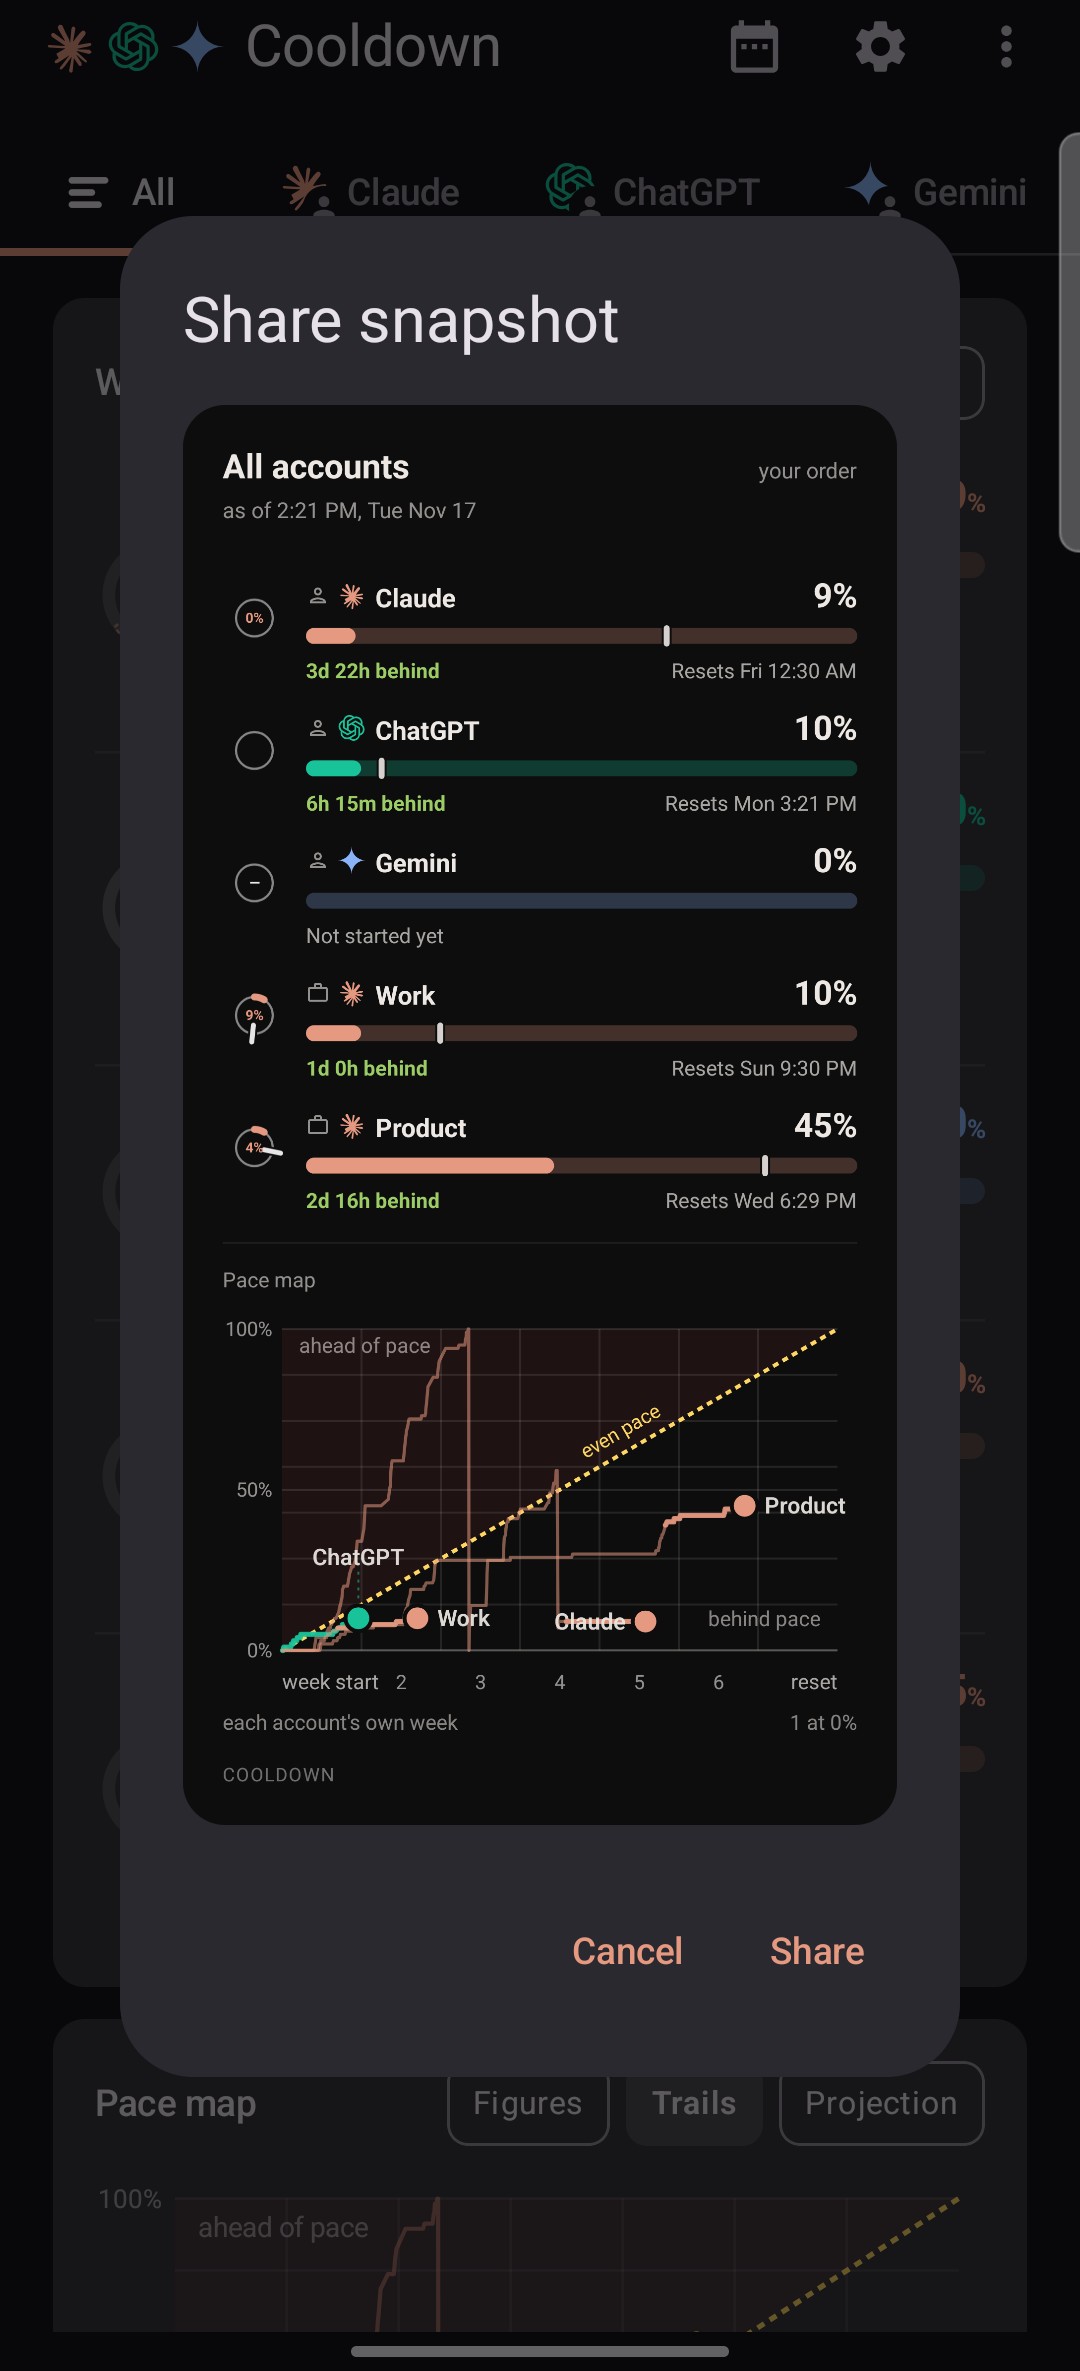 Cooldown
All Claude ChatGPT Gemini
Share snapshot
All accounts your order
as of 2:21 PM, Tue Nov 17
0% Claude 9%
3d 22h behind Resets Fri 12:30 AM
ChatGPT 10%
6h 15m behind Resets Mon 3:21 PM
– Gemini 0%
Not started yet
9% Work 10%
1d 0h behind Resets Sun 9:30 PM
4% Product 45%
2d 16h behind Resets Wed 6:29 PM
Pace map
100%
ahead of pace
even pace
50%
Product
ChatGPT
Work
Claude
behind pace
0%
week start 2 3 4 5 6 reset
each account's own week 1 at 0%
COOLDOWN
Cancel Share
Pace map Figures Trails Projection
100%
ahead of pace